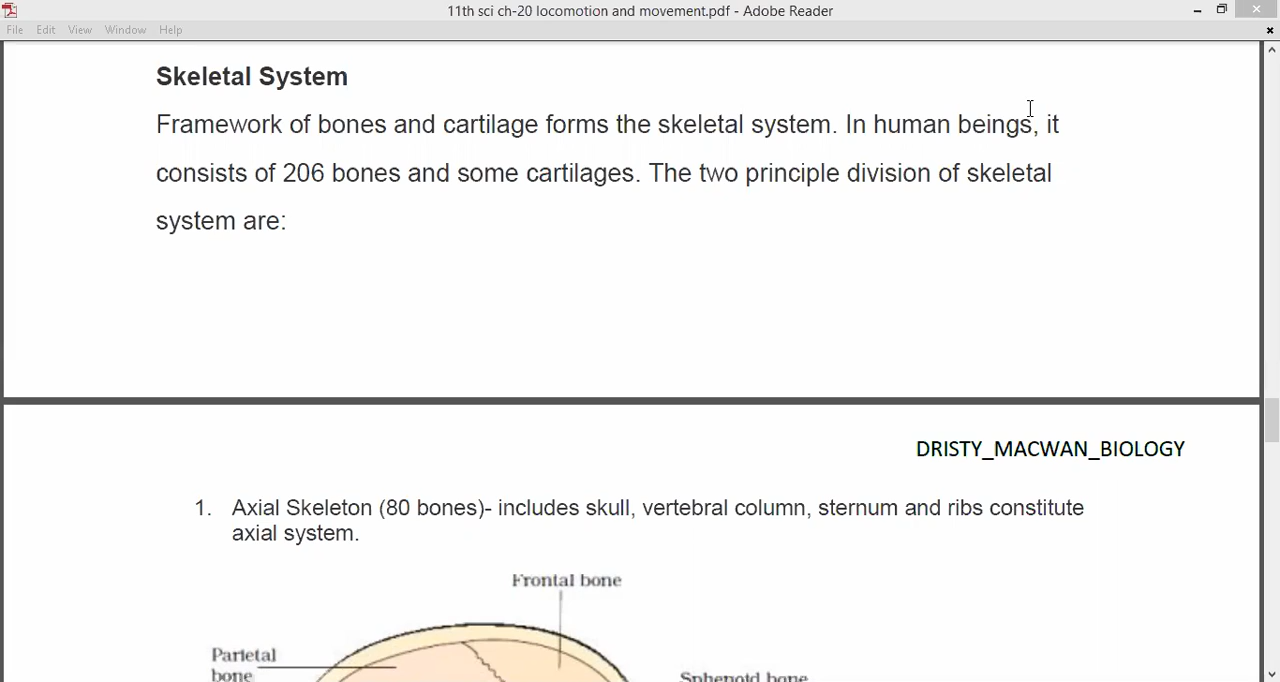 11th sci ch-20 locomotion and movement.pdf - Adobe Reader
File Edit View Window Help
Skeletal System
Framework of bones and cartilage forms the skeletal system. In human beings, it
consists of 206 bones and some cartilages. The two principle division of skeletal
system are:
DRISTY_MACWAN_BIOLOGY
1. Axial Skeleton (80 bones)- includes skull, vertebral column, sternum and ribs constitute
axial system.
Frontal bone
Parietal
bone
Sphenoid bone